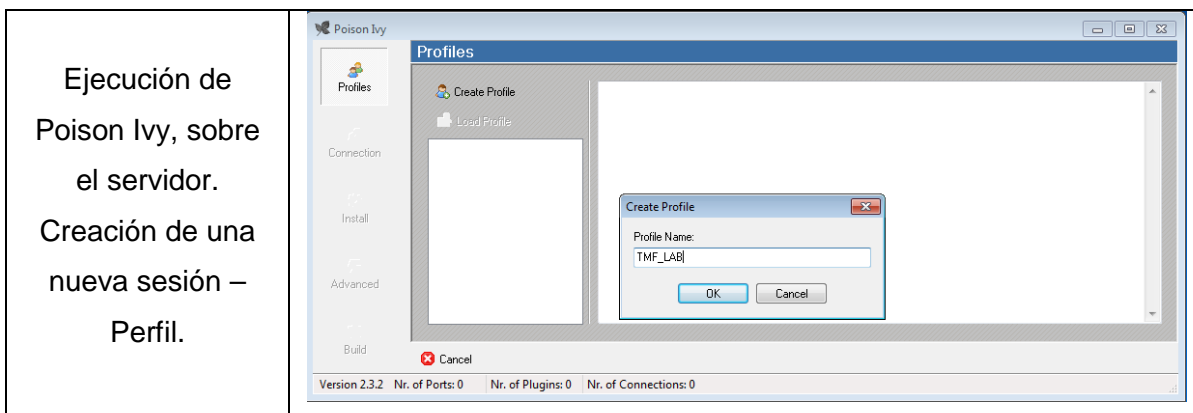 Ejecución de
Poison Ivy, sobre
el servidor.
Creación de una
nueva sesión –
Perfil.
Poison Ivy
Profiles
Profiles
Create Profile
Load Profile
Connection
Install
Create Profile
Profile Name:
TMF_LAB
Advanced
OK Cancel
Build
Cancel
Version 2.3.2 Nr. of Ports: 0 Nr. of Plugins: 0 Nr. of Connections: 0